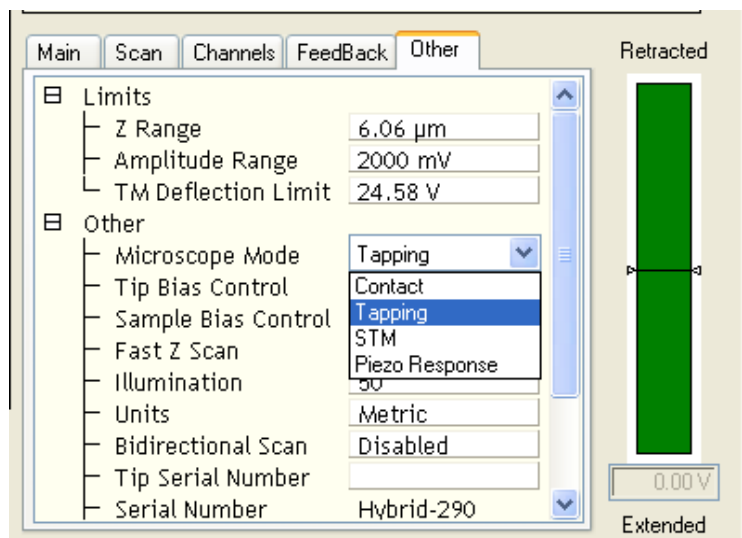 Main Scan Channels FeedBack Other
Retracted
Limits
Z Range 6.06 µm
Amplitude Range 2000 mV
TM Deflection Limit 24.58 V
Other
Microscope Mode Tapping
Tip Bias Control Contact
Sample Bias Control Tapping
Fast Z Scan STM
Piezo Response
Illumination 50
Units Metric
Bidirectional Scan Disabled
Tip Serial Number
0.00 V
Serial Number Hybrid-290
Extended